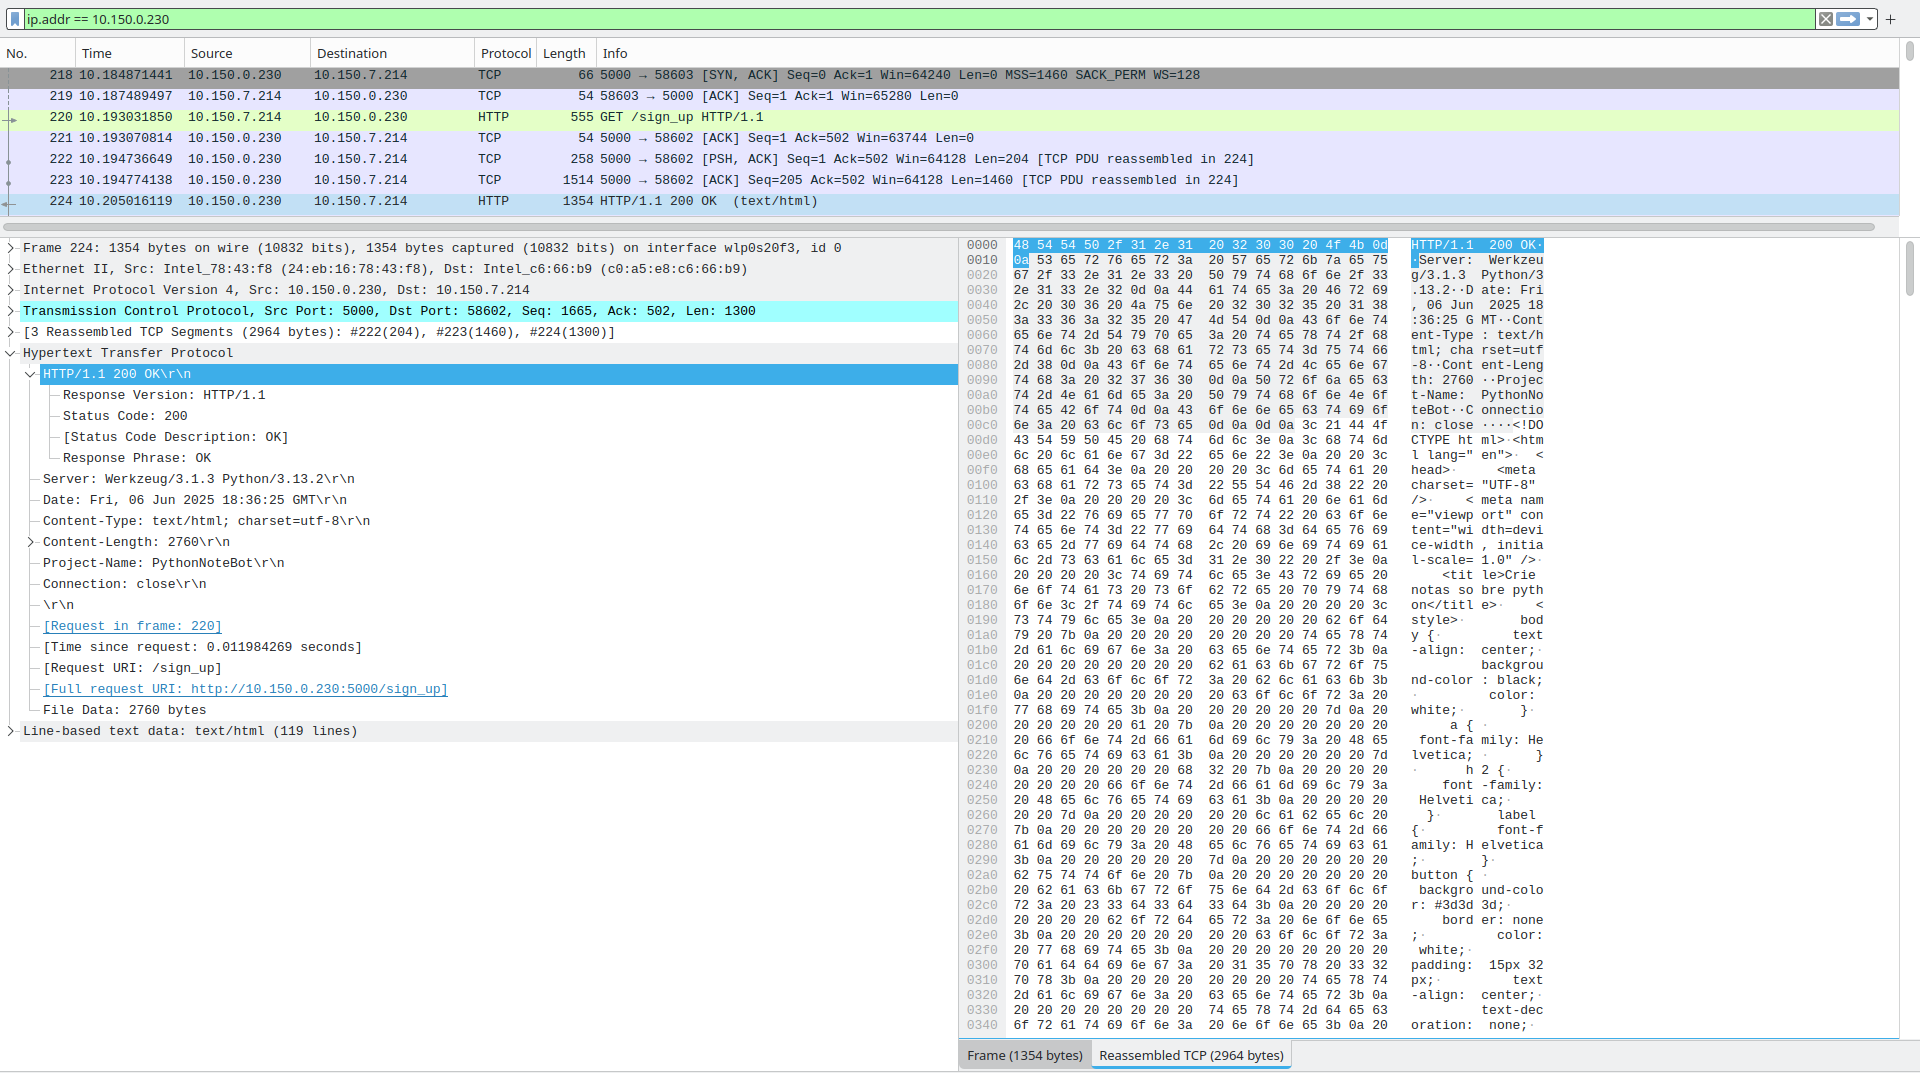 ip.addr == 10.150.0.230
No. Time Source Destination Protocol Length Info
218 10.184871441 10.150.0.230 10.150.7.214 TCP 66 5000 → 58603 [SYN, ACK] Seq=0 Ack=1 Win=64240 Len=0 MSS=1460 SACK_PERM WS=128
219 10.187489497 10.150.7.214 10.150.0.230 TCP 54 58603 → 5000 [ACK] Seq=1 Ack=1 Win=65280 Len=0
220 10.193031850 10.150.7.214 10.150.0.230 HTTP 555 GET /sign_up HTTP/1.1
221 10.193070814 10.150.0.230 10.150.7.214 TCP 54 5000 → 58602 [ACK] Seq=1 Ack=502 Win=63744 Len=0
222 10.194736649 10.150.0.230 10.150.7.214 TCP 258 5000 → 58602 [PSH, ACK] Seq=1 Ack=502 Win=64128 Len=204 [TCP PDU reassembled in 224]
223 10.194774138 10.150.0.230 10.150.7.214 TCP 1514 5000 → 58602 [ACK] Seq=205 Ack=502 Win=64128 Len=1460 [TCP PDU reassembled in 224]
224 10.205016119 10.150.0.230 10.150.7.214 HTTP 1354 HTTP/1.1 200 OK  (text/html)
Frame 224: 1354 bytes on wire (10832 bits), 1354 bytes captured (10832 bits) on interface wlp0s20f3, id 0
Ethernet II, Src: Intel_78:43:f8 (24:eb:16:78:43:f8), Dst: Intel_c6:66:b9 (c0:a5:e8:c6:66:b9)
Internet Protocol Version 4, Src: 10.150.0.230, Dst: 10.150.7.214
Transmission Control Protocol, Src Port: 5000, Dst Port: 58602, Seq: 1665, Ack: 502, Len: 1300
[3 Reassembled TCP Segments (2964 bytes): #222(204), #223(1460), #224(1300)]
Hypertext Transfer Protocol
HTTP/1.1 200 OK\r\n
Response Version: HTTP/1.1
Status Code: 200
[Status Code Description: OK]
Response Phrase: OK
Server: Werkzeug/3.1.3 Python/3.13.2\r\n
Date: Fri, 06 Jun 2025 18:36:25 GMT\r\n
Content-Type: text/html; charset=utf-8\r\n
Content-Length: 2760\r\n
Project-Name: PythonNoteBot\r\n
Connection: close\r\n
\r\n
[Request in frame: 220]
[Time since request: 0.011984269 seconds]
[Request URI: /sign_up]
[Full request URI: http://10.150.0.230:5000/sign_up]
File Data: 2760 bytes
Line-based text data: text/html (119 lines)
0000 48 54 54 50 2f 31 2e 31 20 32 30 30 20 4f 4b 0d HTTP/1.1 200 OK·
0010 0a 53 65 72 76 65 72 3a 20 57 65 72 6b 7a 65 75 ·Server: Werkzeu
0020 67 2f 33 2e 31 2e 33 20 50 79 74 68 6f 6e 2f 33 g/3.1.3 Python/3
0030 2e 31 33 2e 32 0d 0a 44 61 74 65 3a 20 46 72 69 .13.2··D ate: Fri
0040 2c 20 30 36 20 4a 75 6e 20 32 30 32 35 20 31 38 , 06 Jun 2025 18
0050 3a 33 36 3a 32 35 20 47 4d 54 0d 0a 43 6f 6e 74 :36:25 G MT··Cont
0060 65 6e 74 2d 54 79 70 65 3a 20 74 65 78 74 2f 68 ent-Type : text/h
0070 74 6d 6c 3b 20 63 68 61 72 73 65 74 3d 75 74 66 tml; cha rset=utf
0080 2d 38 0d 0a 43 6f 6e 74 65 6e 74 2d 4c 65 6e 67 -8··Cont ent-Leng
0090 74 68 3a 20 32 37 36 30 0d 0a 50 72 6f 6a 65 63 th: 2760 ··Projec
00a0 74 2d 4e 61 6d 65 3a 20 50 79 74 68 6f 6e 4e 6f t-Name: PythonNo
00b0 74 65 42 6f 74 0d 0a 43 6f 6e 6e 65 63 74 69 6f teBot··C onnectio
00c0 6e 3a 20 63 6c 6f 73 65 0d 0a 0d 0a 3c 21 44 4f n: close ····<!DO
00d0 43 54 59 50 45 20 68 74 6d 6c 3e 0a 3c 68 74 6d CTYPE ht ml>·<htm
00e0 6c 20 6c 61 6e 67 3d 22 65 6e 22 3e 0a 20 20 3c l lang=" en">·  <
00f0 68 65 61 64 3e 0a 20 20 20 20 3c 6d 65 74 61 20 head>·   <meta
0100 63 68 61 72 73 65 74 3d 22 55 54 46 2d 38 22 20 charset= "UTF-8"
0110 2f 3e 0a 20 20 20 20 3c 6d 65 74 61 20 6e 61 6d />·    < meta nam
0120 65 3d 22 76 69 65 77 70 6f 72 74 22 20 63 6f 6e e="viewp ort" con
0130 74 65 6e 74 3d 22 77 69 64 74 68 3d 64 65 76 69 tent="wi dth=devi
0140 63 65 2d 77 69 64 74 68 2c 20 69 6e 69 74 69 61 ce-width , initia
0150 6c 2d 73 63 61 6c 65 3d 31 2e 30 22 20 2f 3e 0a l-scale= 1.0" />·
0160 20 20 20 20 3c 74 69 74 6c 65 3e 43 72 69 65 20 <tit le>Crie
0170 6e 6f 74 61 73 20 73 6f 62 72 65 20 70 79 74 68 notas so bre pyth
0180 6f 6e 3c 2f 74 69 74 6c 65 3e 0a 20 20 20 20 3c on</titl e>·    <
0190 73 74 79 6c 65 3e 0a 20 20 20 20 20 20 62 6f 64 style>·  bod
01a0 79 20 7b 0a 20 20 20 20 20 20 20 20 74 65 78 74 y {·     text
01b0 2d 61 6c 69 67 6e 3a 20 63 65 6e 74 65 72 3b 0a -align: center;·
01c0 20 20 20 20 20 20 20 20 62 61 63 6b 67 72 6f 75 backgrou
01d0 6e 64 2d 63 6f 6c 6f 72 3a 20 62 6c 61 63 6b 3b nd-color : black;
01e0 0a 20 20 20 20 20 20 20 20 63 6f 6c 6f 72 3a 20 · color:
01f0 77 68 69 74 65 3b 0a 20 20 20 20 20 20 7d 0a 20 white;·  }·
0200 20 20 20 20 20 61 20 7b 0a 20 20 20 20 20 20 20 a { ·
0210 20 66 6f 6e 74 2d 66 61 6d 69 6c 79 3a 20 48 65 font-fa mily: He
0220 6c 76 65 74 69 63 61 3b 0a 20 20 20 20 20 20 7d lvetica; ·      }
0230 0a 20 20 20 20 20 20 68 32 20 7b 0a 20 20 20 20 ·      h 2 {·
0240 20 20 20 20 66 6f 6e 74 2d 66 61 6d 69 6c 79 3a font -family:
0250 20 48 65 6c 76 65 74 69 63 61 3b 0a 20 20 20 20 Helveti ca;·
0260 20 20 7d 0a 20 20 20 20 20 20 6c 61 62 65 6c 20 }·     label
0270 7b 0a 20 20 20 20 20 20 20 20 66 6f 6e 74 2d 66 {·       font-f
0280 61 6d 69 6c 79 3a 20 48 65 6c 76 65 74 69 63 61 amily: H elvetica
0290 3b 0a 20 20 20 20 20 20 7d 0a 20 20 20 20 20 20 ;·       }·
02a0 62 75 74 74 6f 6e 20 7b 0a 20 20 20 20 20 20 20 button { ·
02b0 20 62 61 63 6b 67 72 6f 75 6e 64 2d 63 6f 6c 6f backgro und-colo
02c0 72 3a 20 23 33 64 33 64 33 64 3b 0a 20 20 20 20 r: #3d3d 3d;·
02d0 20 20 20 20 62 6f 72 64 65 72 3a 20 6e 6f 6e 65 bord er: none
02e0 3b 0a 20 20 20 20 20 20 20 20 63 6f 6c 6f 72 3a ;·       color:
02f0 20 77 68 69 74 65 3b 0a 20 20 20 20 20 20 20 20 white;·
0300 70 61 64 64 69 6e 67 3a 20 31 35 70 78 20 33 32 padding: 15px 32
0310 70 78 3b 0a 20 20 20 20 20 20 20 20 74 65 78 74 px;·     text
0320 2d 61 6c 69 67 6e 3a 20 63 65 6e 74 65 72 3b 0a -align: center;·
0330 20 20 20 20 20 20 20 20 74 65 78 74 2d 64 65 63 text-dec
0340 6f 72 61 74 69 6f 6e 3a 20 6e 6f 6e 65 3b 0a 20 oration: none;·
Frame (1354 bytes) Reassembled TCP (2964 bytes)